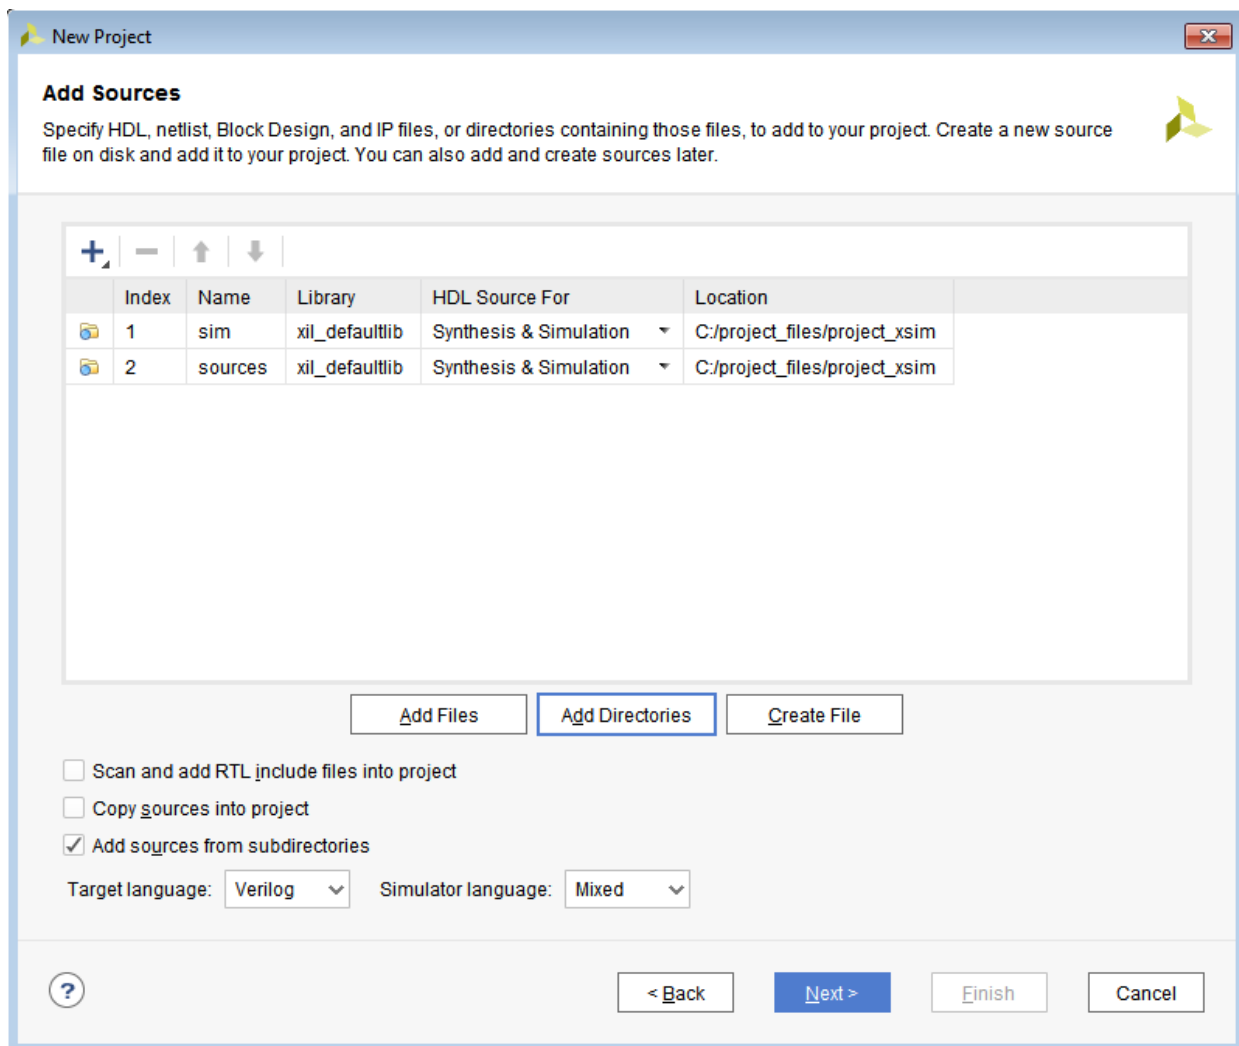 New Project
Add Sources
Specify HDL, netlist, Block Design, and IP files, or directories containing those files, to add to your project. Create a new source
file on disk and add it to your project. You can also add and create sources later.
Index Name Library HDL Source For Location
1 sim xil_defaultlib Synthesis & Simulation C:/project_files/project_xsim
2 sources xil_defaultlib Synthesis & Simulation C:/project_files/project_xsim
Add Files Add Directories Create File
Scan and add RTL include files into project
Copy sources into project
Add sources from subdirectories
Target language: Verilog Simulator language: Mixed
? < Back Next > Finish Cancel